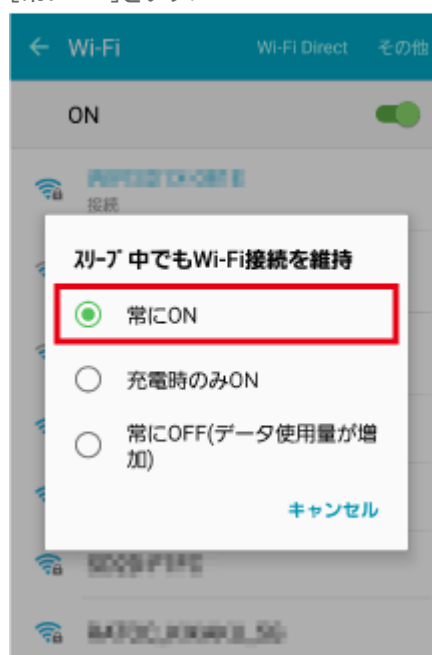 ← Wi-Fi Wi-Fi Direct その他
ON
接続
ｽﾘｰﾌﾟ中でもWi-Fi接続を維持
常にON
充電時のみON
常にOFF(データ使用量が増
加)
キャンセル